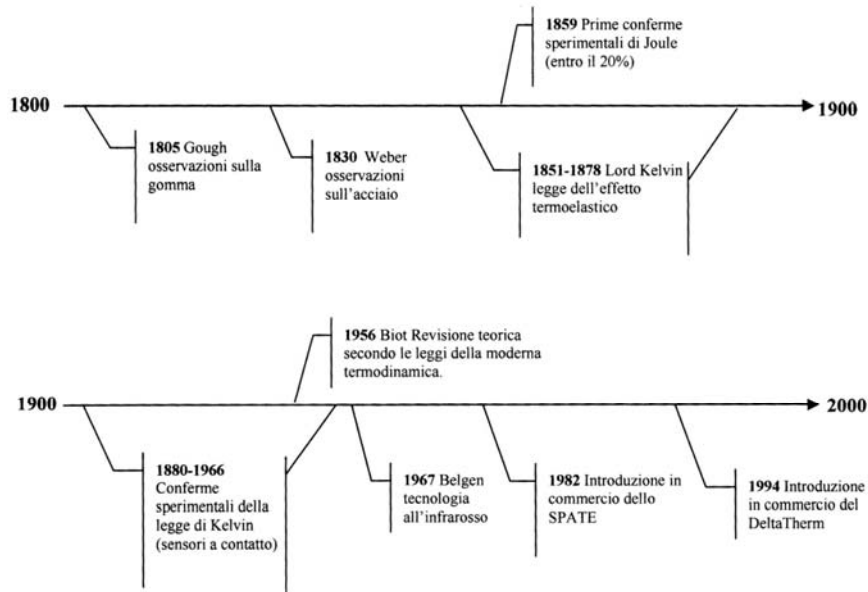 1859 Prime conferme
sperimentali di Joule
(entro il 20%)
1800
1900
1805 Gough
osservazioni sulla
gomma
1830 Weber
osservazioni
sull'acciaio
1851-1878 Lord Kelvin
legge dell'effetto
termoelastico
1956 Biot Revisione teorica
secondo le leggi della moderna
termodinamica.
1900
2000
1880-1966
Conferme
sperimentali della
legge di Kelvin
(sensori a contatto)
1967 Belgen
tecnologia
all'infrarosso
1982 Introduzione in
commercio dello
SPATE
1994 Introduzione
in commercio del
DeltaTherm